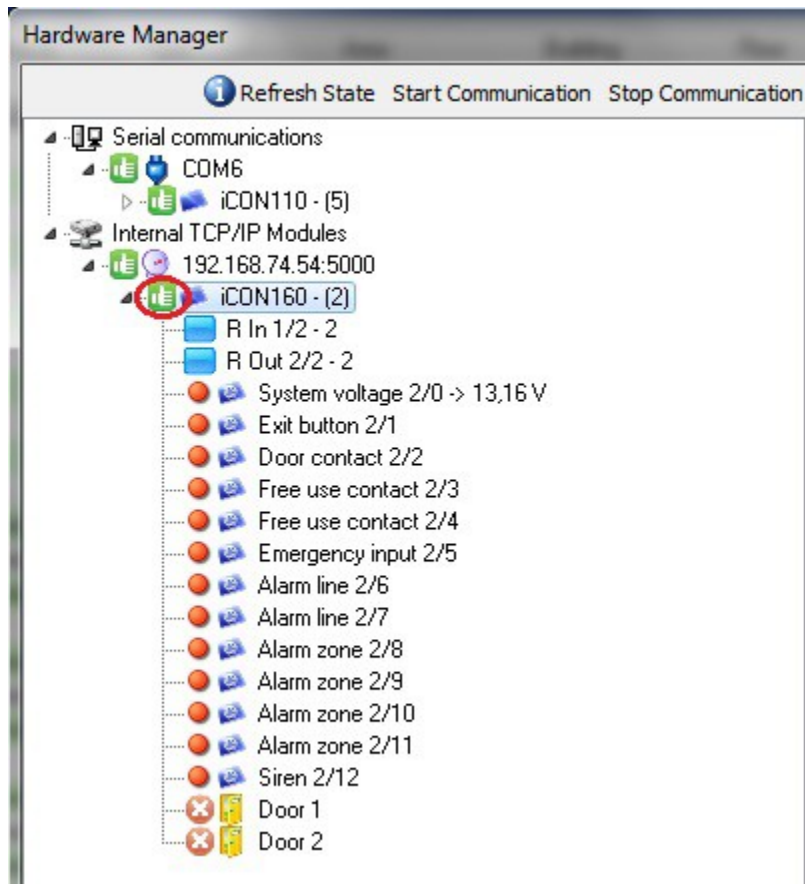 Hardware Manager
Refresh State Start Communication Stop Communication
Serial communications
COM6
iCON110 - (5)
Internal TCP/IP Modules
192.168.74.54:5000
iCON160 - (2)
R In 1/2 - 2
R Out 2/2 - 2
System voltage 2/0 -> 13,16 V
Exit button 2/1
Door contact 2/2
Free use contact 2/3
Free use contact 2/4
Emergency input 2/5
Alarm line 2/6
Alarm line 2/7
Alarm zone 2/8
Alarm zone 2/9
Alarm zone 2/10
Alarm zone 2/11
Siren 2/12
Door 1
Door 2